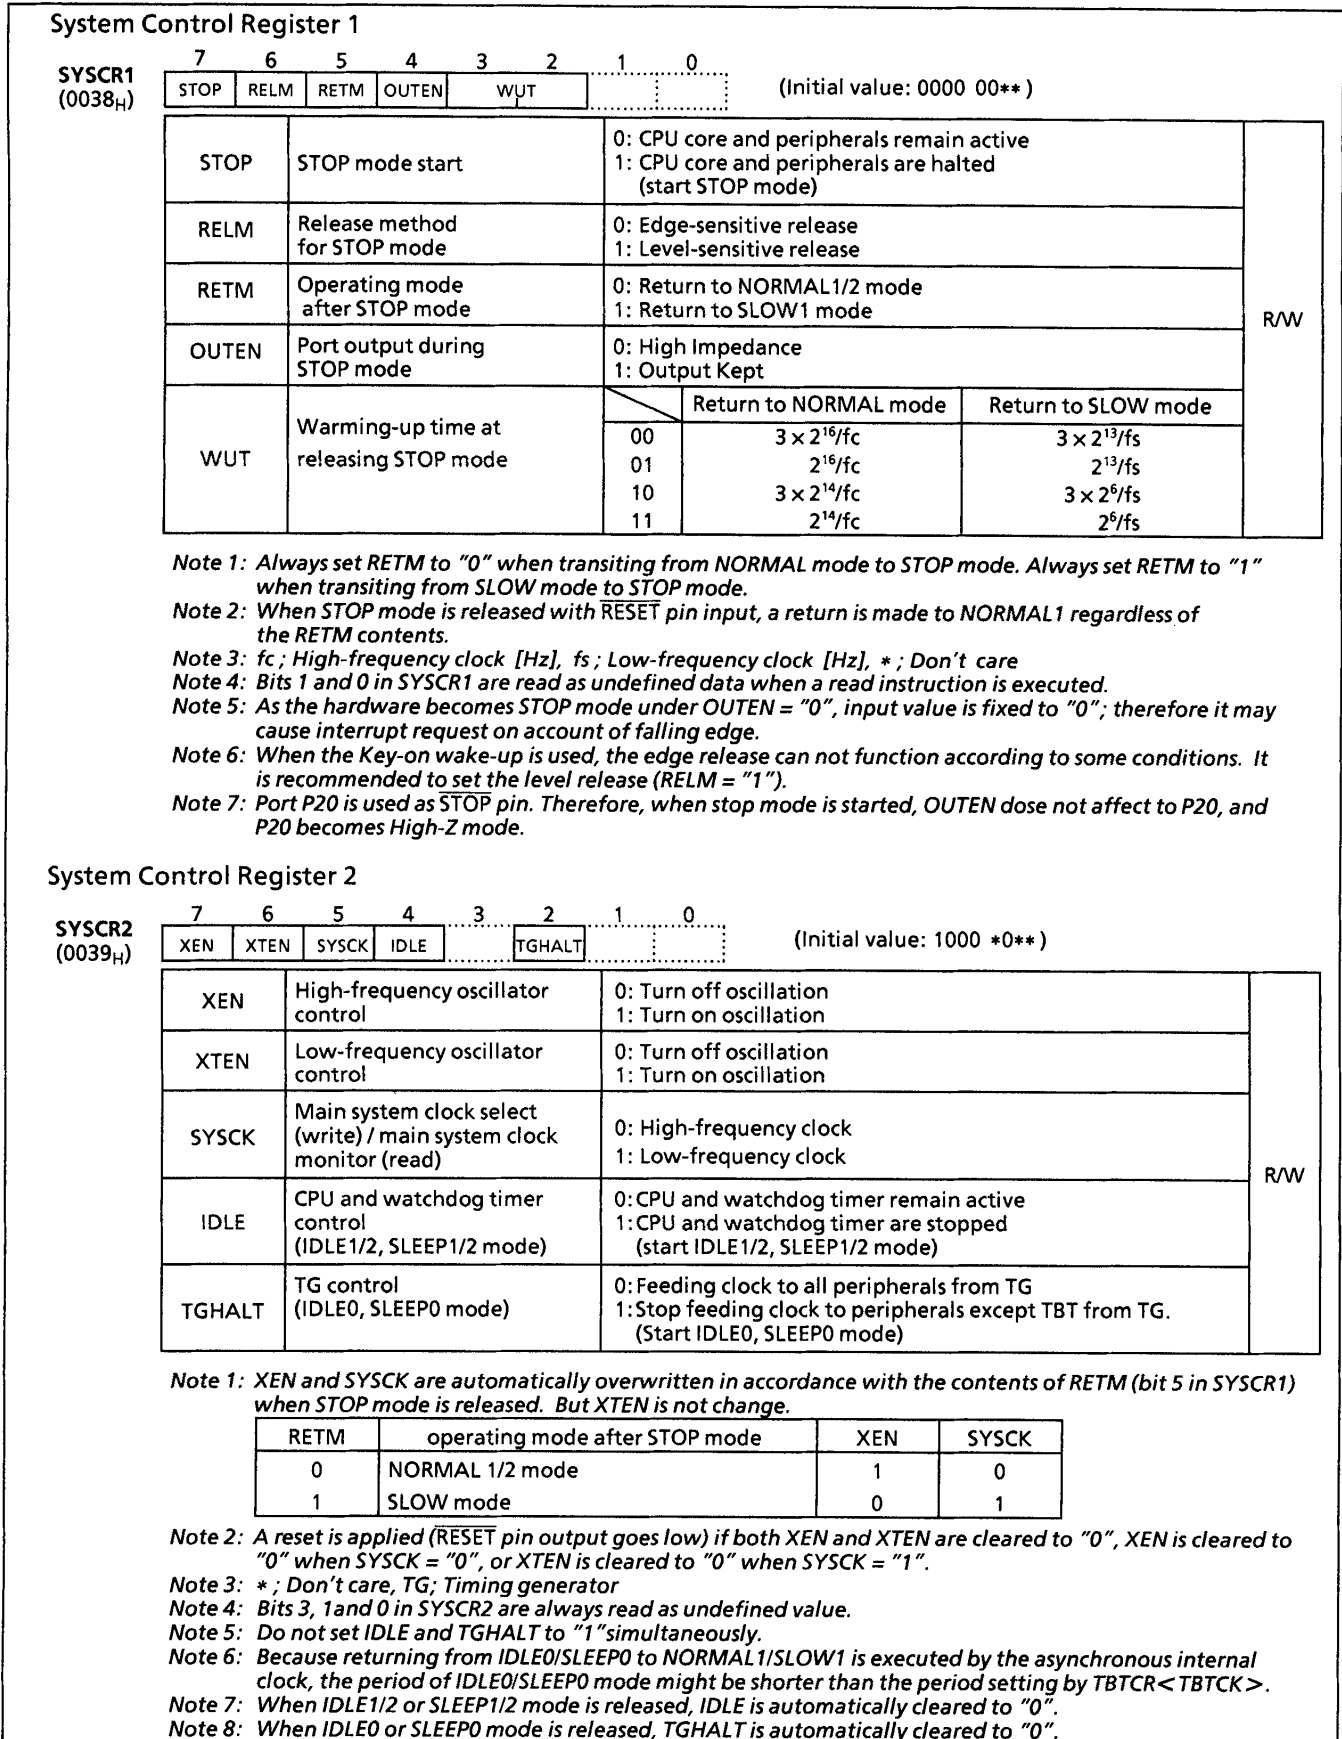 System Control Register 1
7 6 5 4 3 2 1 0
SYSCR1
(0038H)
STOP RELM RETM OUTEN WUT
(Initial value: 0000 00**)
STOP
STOP mode start
0: CPU core and peripherals remain active
1: CPU core and peripherals are halted
(start STOP mode)
R/W
RELM
Release method
for STOP mode
0: Edge-sensitive release
1: Level-sensitive release
RETM
Operating mode
after STOP mode
0: Return to NORMAL1/2 mode
1: Return to SLOW1 mode
OUTEN
Port output during
STOP mode
0: High Impedance
1: Output Kept
WUT
Warming-up time at
releasing STOP mode
Return to NORMAL mode Return to SLOW mode
00 3 × 2¹⁶/fc 3 × 2¹³/fs
01 2¹⁶/fc 2¹³/fs
10 3 × 2¹⁴/fc 3 × 2⁶/fs
11 2¹⁴/fc 2⁶/fs
Note 1: Always set RETM to "0" when transiting from NORMAL mode to STOP mode. Always set RETM to "1"
when transiting from SLOW mode to STOP mode.
Note 2: When STOP mode is released with RESET pin input, a return is made to NORMAL1 regardless of
the RETM contents.
Note 3: fc ; High-frequency clock [Hz], fs ; Low-frequency clock [Hz], * ; Don't care
Note 4: Bits 1 and 0 in SYSCR1 are read as undefined data when a read instruction is executed.
Note 5: As the hardware becomes STOP mode under OUTEN = "0", input value is fixed to "0"; therefore it may
cause interrupt request on account of falling edge.
Note 6: When the Key-on wake-up is used, the edge release can not function according to some conditions. It
is recommended to set the level release (RELM = "1").
Note 7: Port P20 is used as STOP pin. Therefore, when stop mode is started, OUTEN dose not affect to P20, and
P20 becomes High-Z mode.
System Control Register 2
7 6 5 4 3 2 1 0
SYSCR2
(0039H)
XEN XTEN SYSCK IDLE TGHALT
(Initial value: 1000 *0**)
XEN
High-frequency oscillator
control
0: Turn off oscillation
1: Turn on oscillation
R/W
XTEN
Low-frequency oscillator
control
0: Turn off oscillation
1: Turn on oscillation
SYSCK
Main system clock select
(write) / main system clock
monitor (read)
0: High-frequency clock
1: Low-frequency clock
IDLE
CPU and watchdog timer
control
(IDLE1/2, SLEEP1/2 mode)
0: CPU and watchdog timer remain active
1: CPU and watchdog timer are stopped
(start IDLE1/2, SLEEP1/2 mode)
TGHALT
TG control
(IDLE0, SLEEP0 mode)
0: Feeding clock to all peripherals from TG
1: Stop feeding clock to peripherals except TBT from TG.
(Start IDLE0, SLEEP0 mode)
Note 1: XEN and SYSCK are automatically overwritten in accordance with the contents of RETM (bit 5 in SYSCR1)
when STOP mode is released. But XTEN is not change.
RETM operating mode after STOP mode XEN SYSCK
0 NORMAL 1/2 mode 1 0
1 SLOW mode 0 1
Note 2: A reset is applied (RESET pin output goes low) if both XEN and XTEN are cleared to "0", XEN is cleared to
"0" when SYSCK = "0", or XTEN is cleared to "0" when SYSCK = "1".
Note 3: * ; Don't care, TG; Timing generator
Note 4: Bits 3, 1and 0 in SYSCR2 are always read as undefined value.
Note 5: Do not set IDLE and TGHALT to "1"simultaneously.
Note 6: Because returning from IDLE0/SLEEP0 to NORMAL1/SLOW1 is executed by the asynchronous internal
clock, the period of IDLE0/SLEEP0 mode might be shorter than the period setting by TBTCR<TBTCK>.
Note 7: When IDLE1/2 or SLEEP1/2 mode is released, IDLE is automatically cleared to "0".
Note 8: When IDLE0 or SLEEP0 mode is released, TGHALT is automatically cleared to "0".